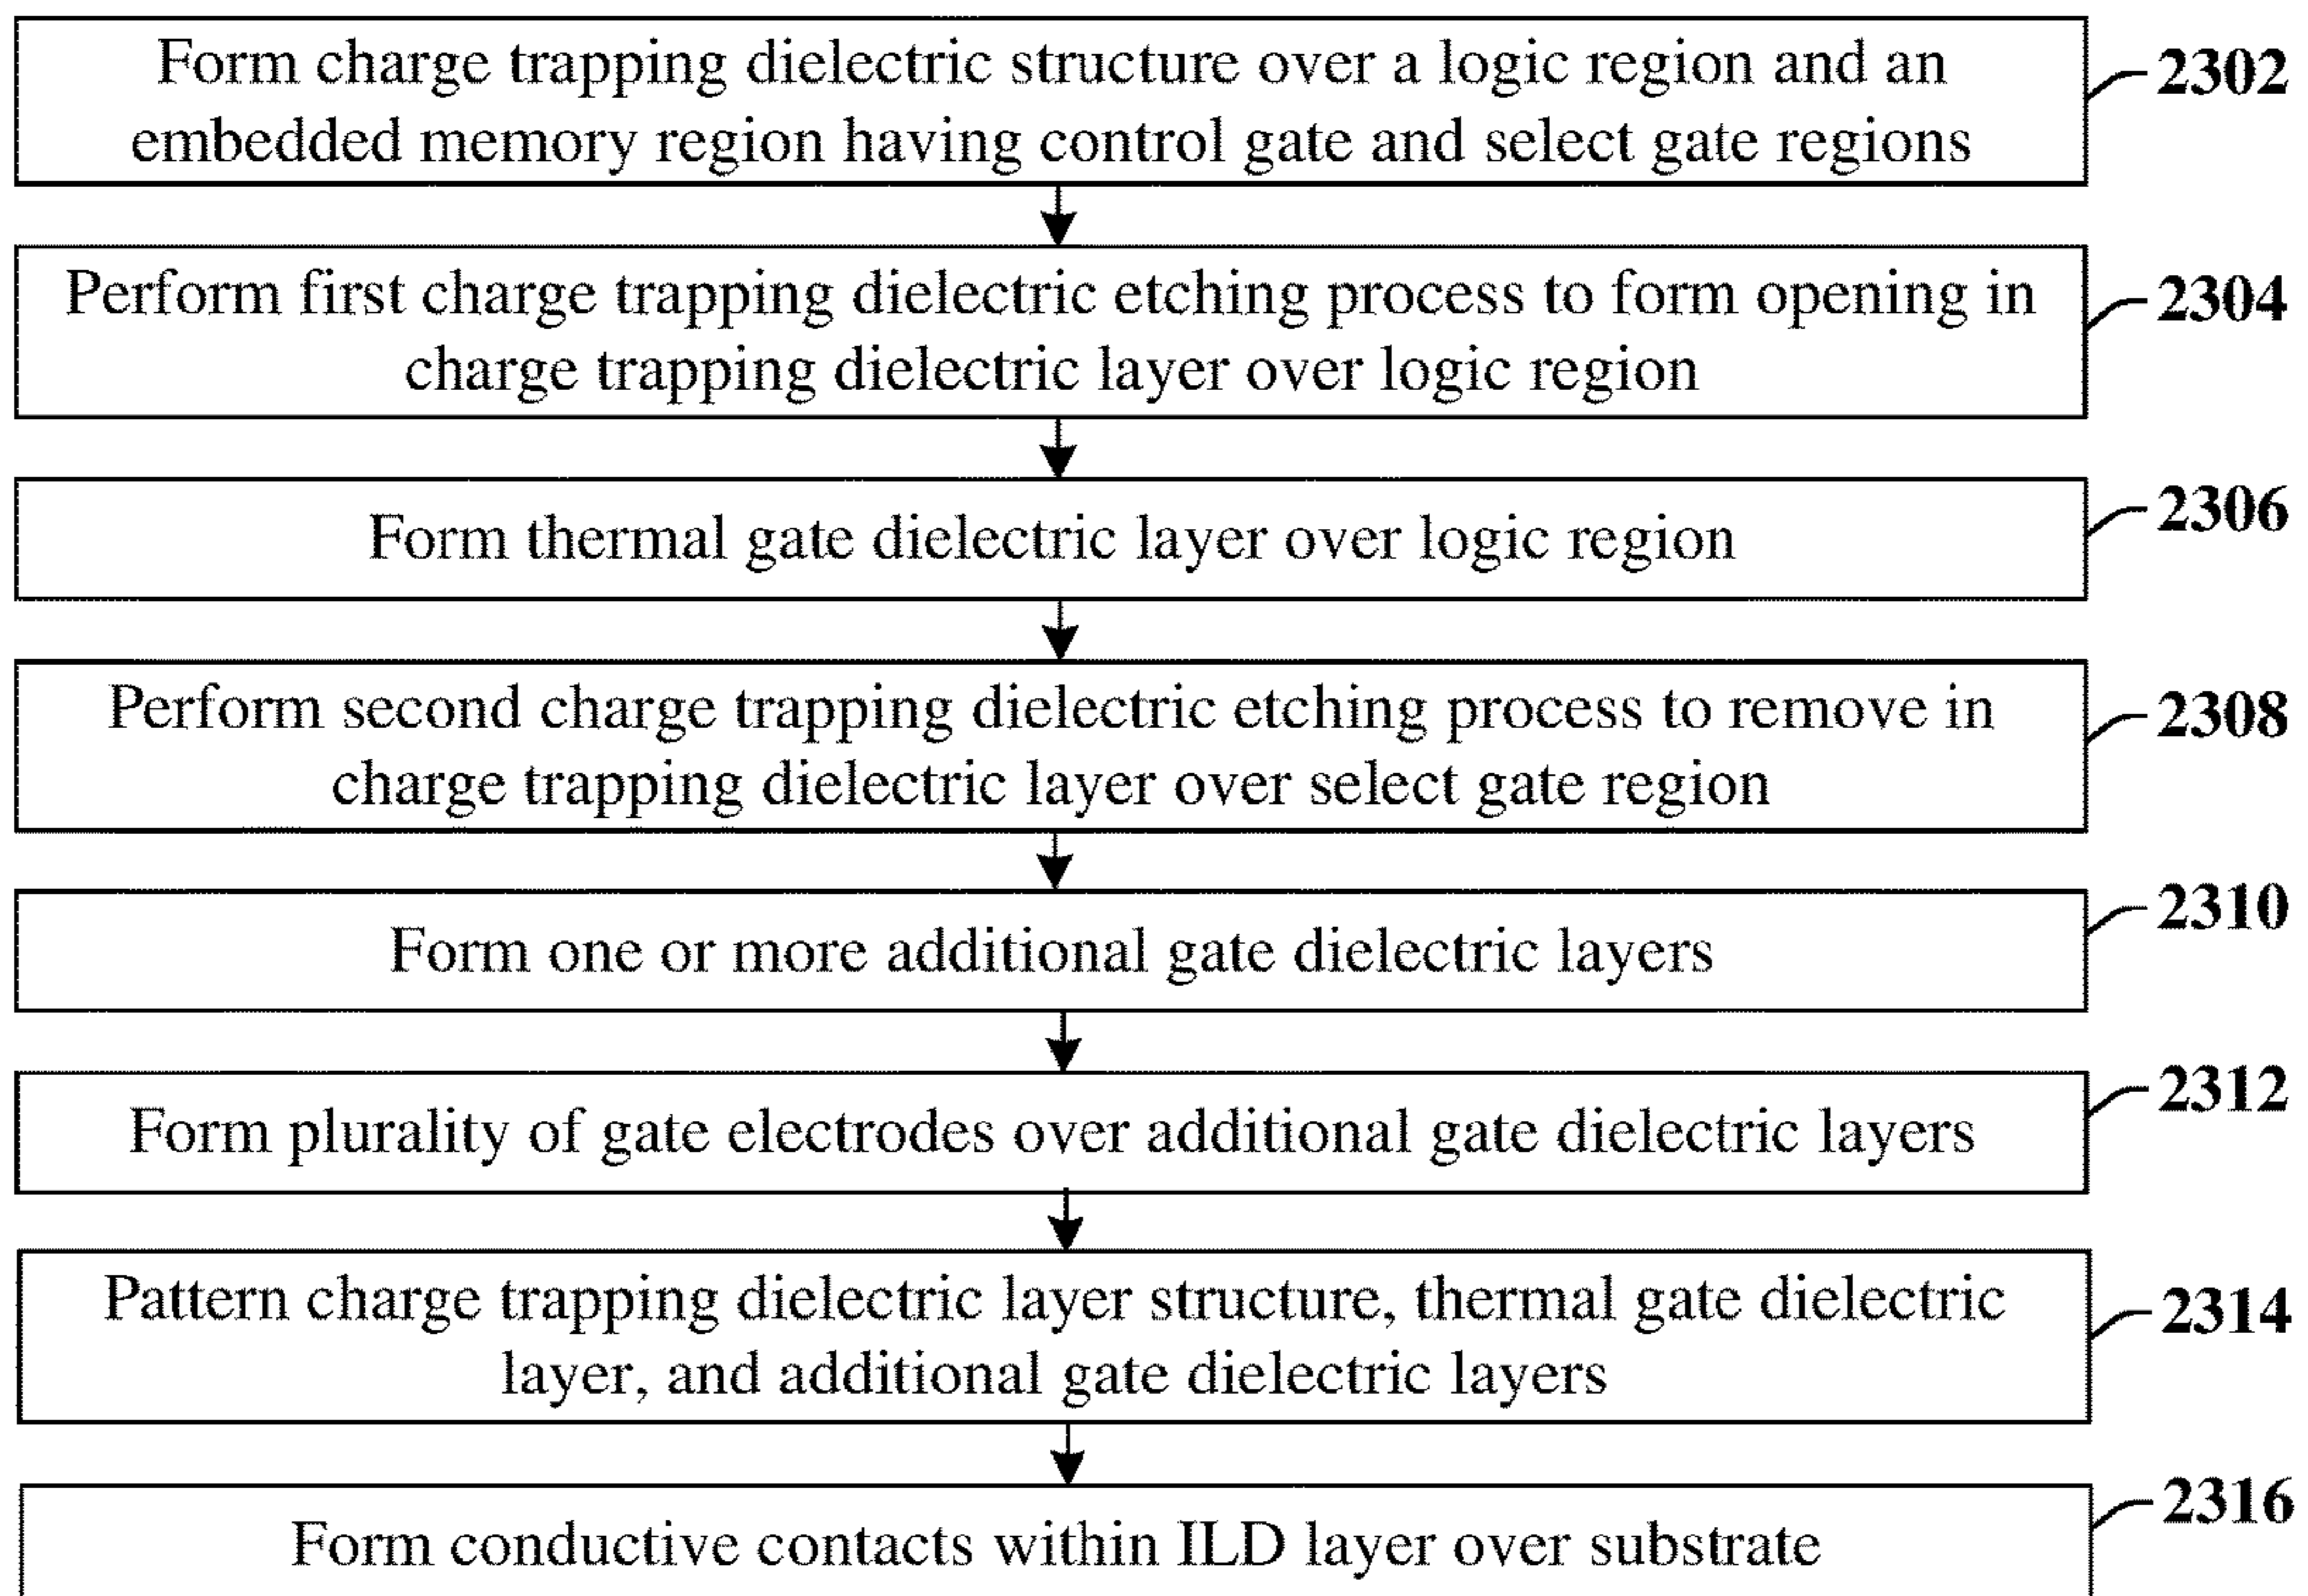 Form charge trapping dielectric structure over a logic region and an
embedded memory region having control gate and select gate regions
2302
Perform first charge trapping dielectric etching process to form opening in
charge trapping dielectric layer over logic region
2304
Form thermal gate dielectric layer over logic region
2306
Perform second charge trapping dielectric etching process to remove in
charge trapping dielectric layer over select gate region
2308
Form one or more additional gate dielectric layers
2310
Form plurality of gate electrodes over additional gate dielectric layers
2312
Pattern charge trapping dielectric layer structure, thermal gate dielectric
layer, and additional gate dielectric layers
2314
Form conductive contacts within ILD layer over substrate
2316